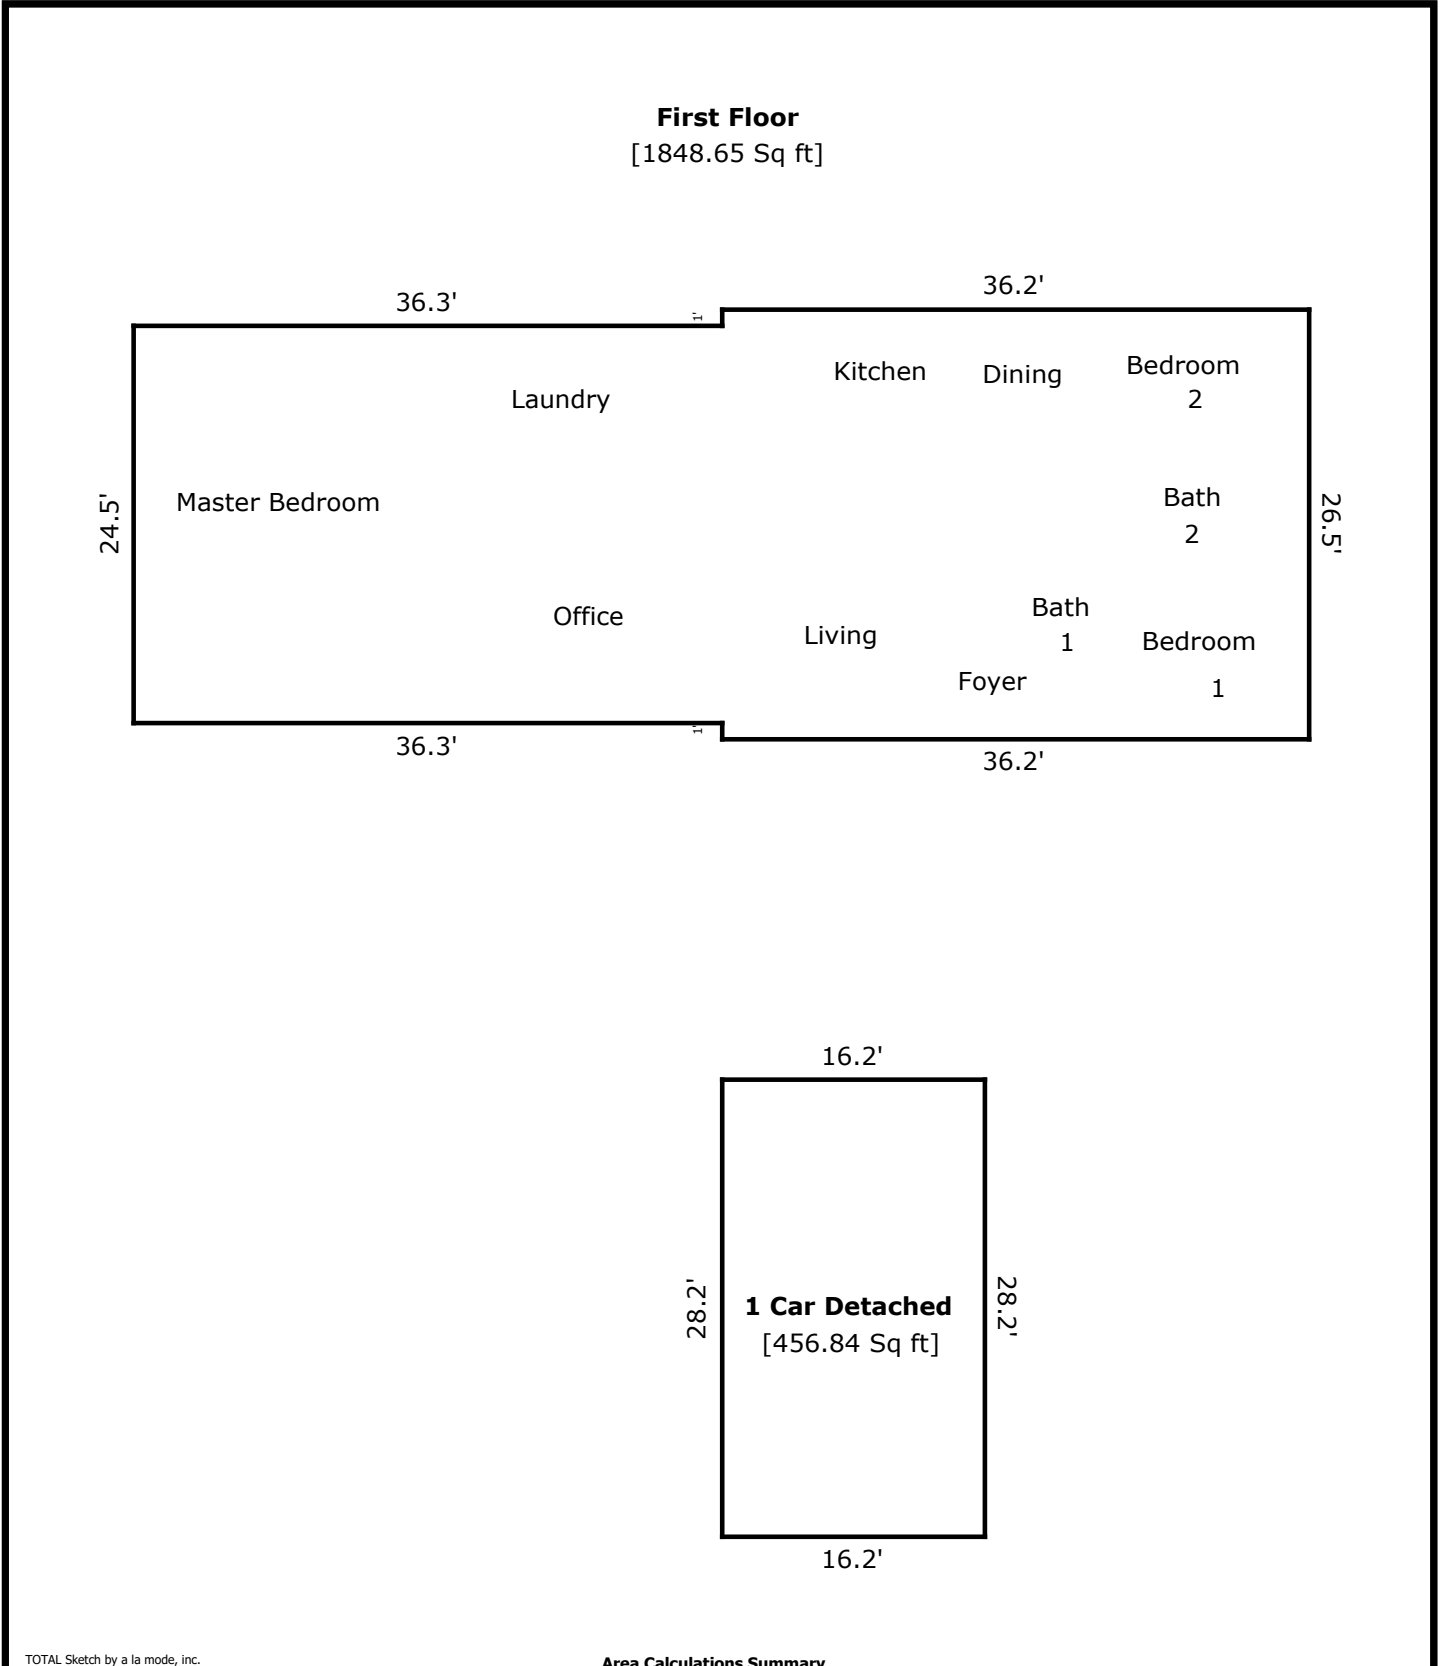 First Floor
[1848.65 Sq ft]
36.2'
36.3'
1'
Kitchen
Dining
Bedroom
2
Laundry
24.5'
Master Bedroom
Bath
2
26.5'
Office
Living
Bath
1
Bedroom
1
Foyer
1'
36.3'
36.2'
16.2'
28.2'
1 Car Detached
[456.84 Sq ft]
28.2'
16.2'
TOTAL Sketch by a la mode, inc.
Area Calculations Summary